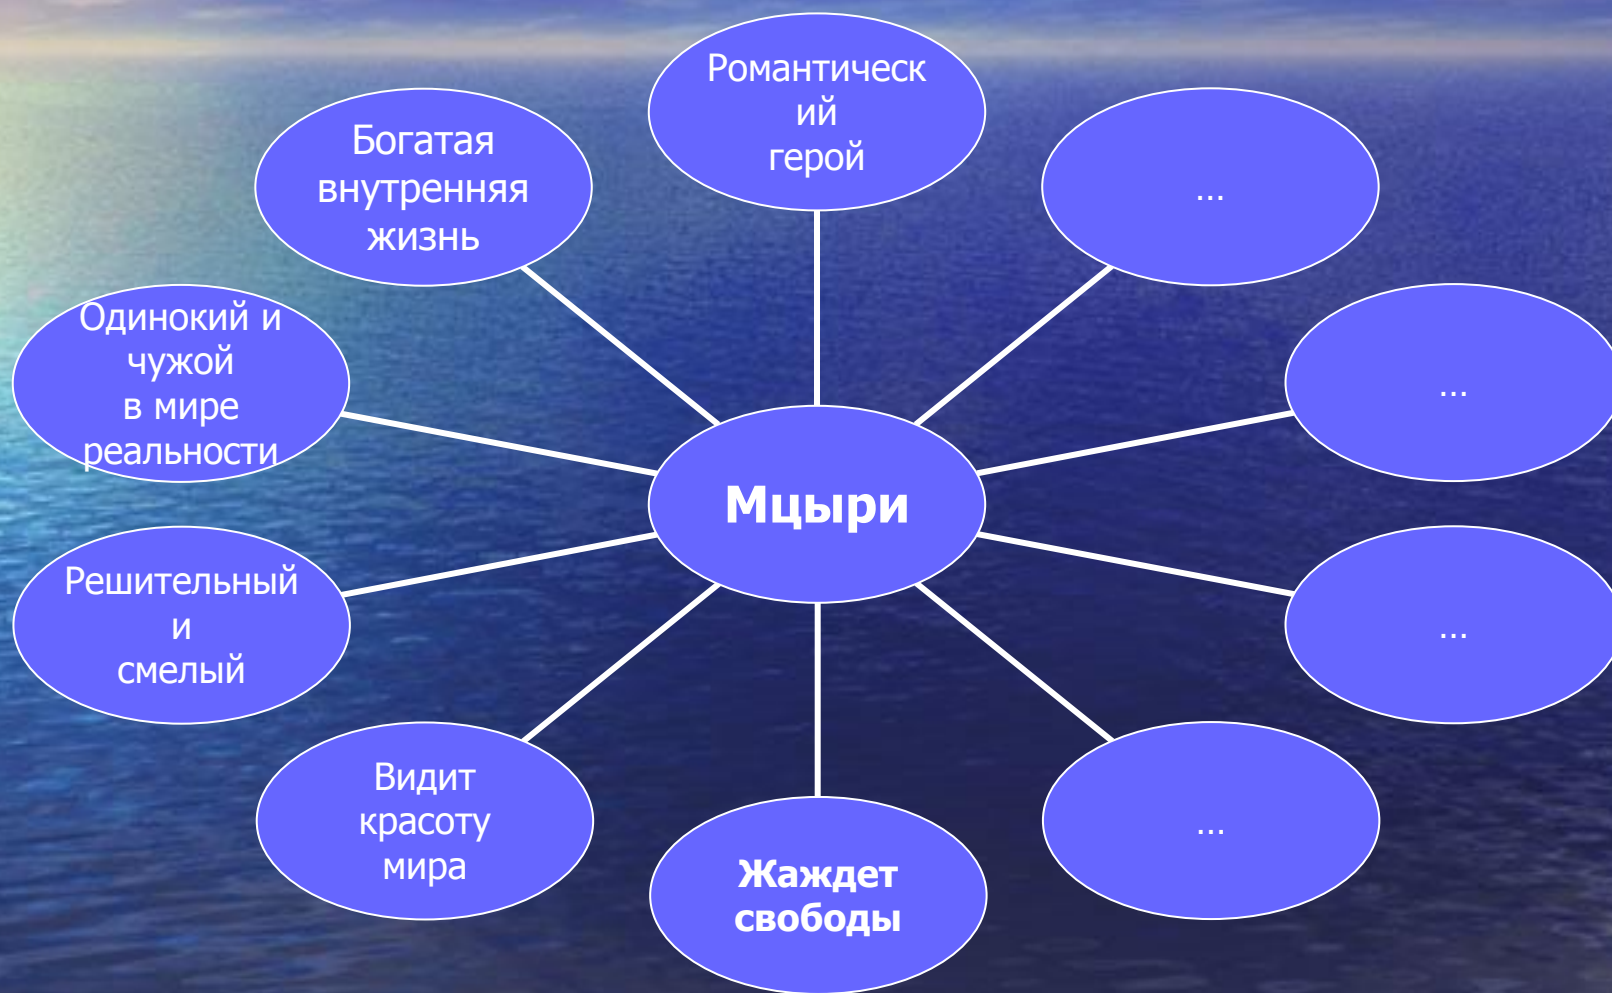 Романтическ
ий
герой
Богатая
внутренняя
жизнь
...
Одинокий и
чужой
в мире
реальности
...
Мцыри
Решительный
и
смелый
...
Видит
красоту
мира
...
Жаждет
свободы